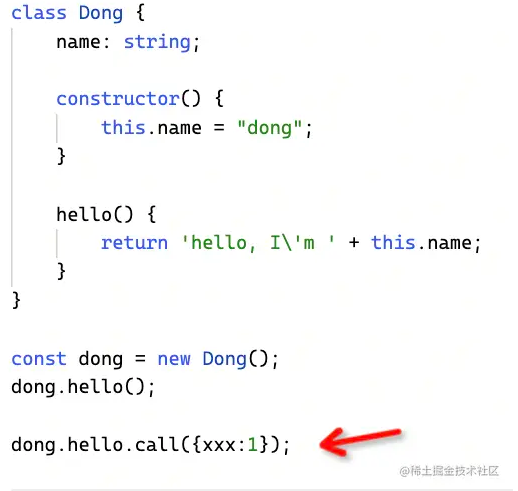 class Dong {
    name: string;

    constructor() {
        this.name = "dong";
    }

    hello() {
        return 'hello, I\'m ' + this.name;
    }
}

const dong = new Dong();
dong.hello();

dong.hello.call({xxx:1});
@稀土掘金技术社区